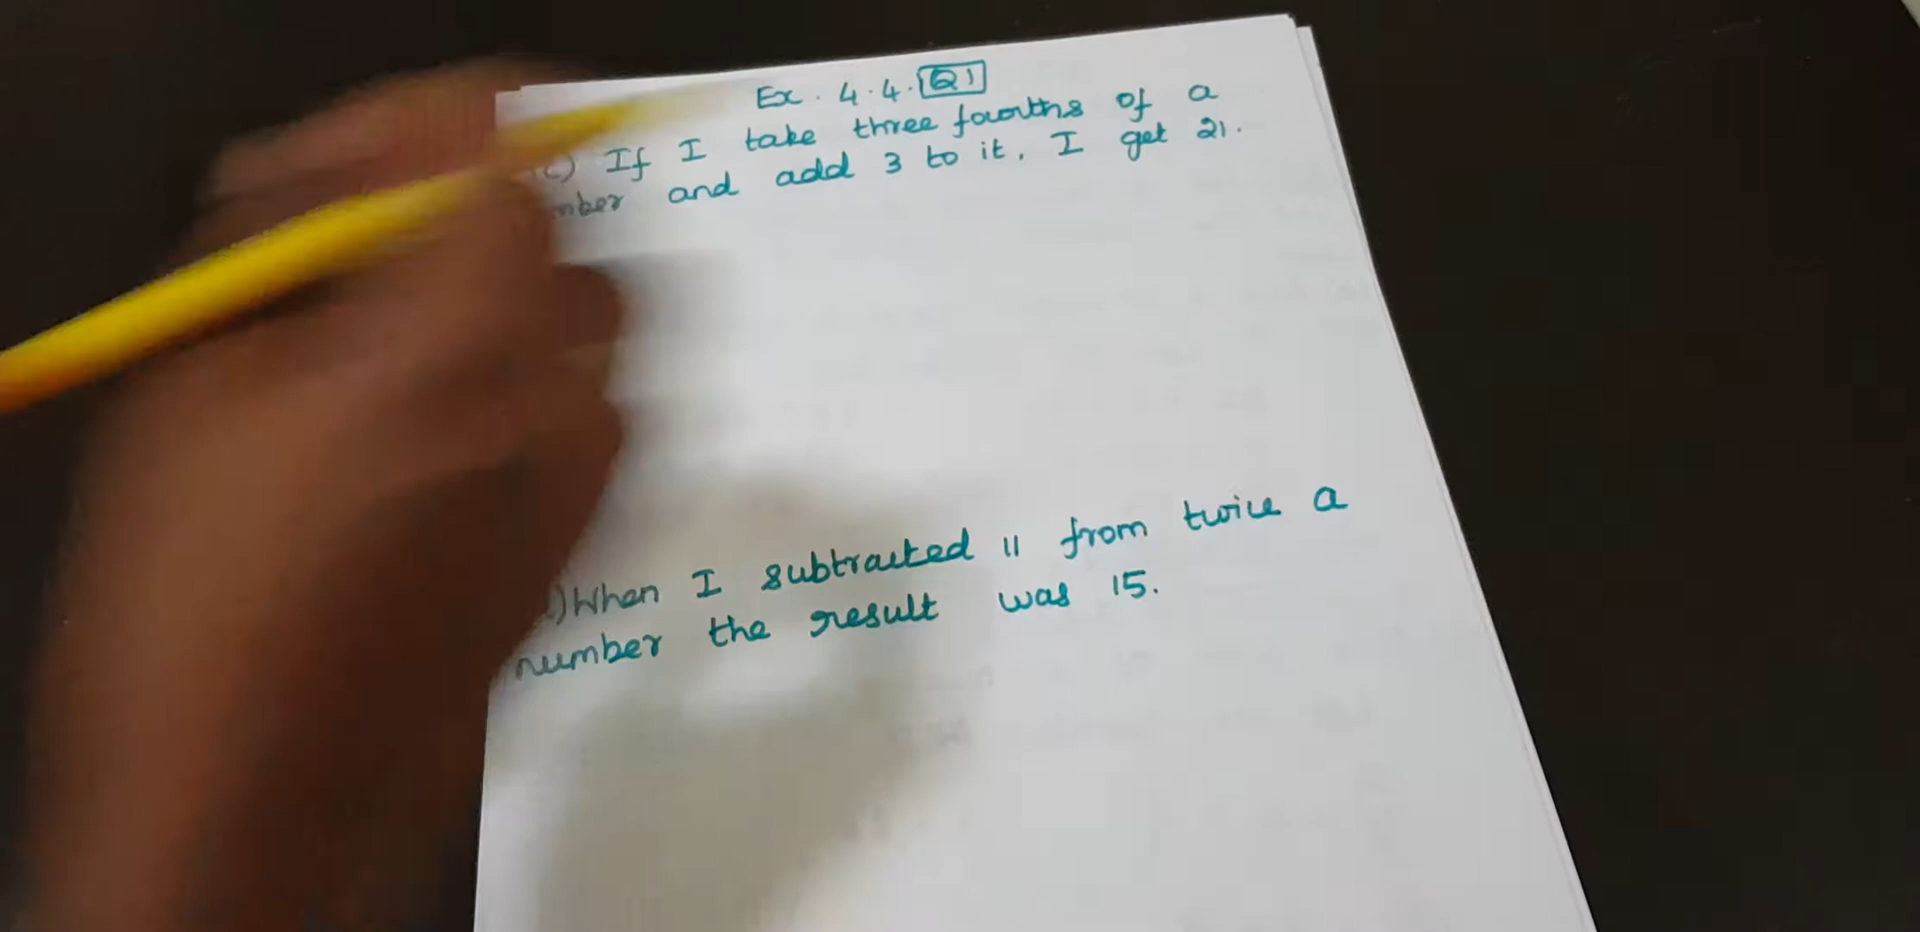 Ex. 4.4. Q1
c) If I take three fourths of a
mber and add 3 to it, I get 21.
)When I subtracted 11 from twice a
number the result was 15.